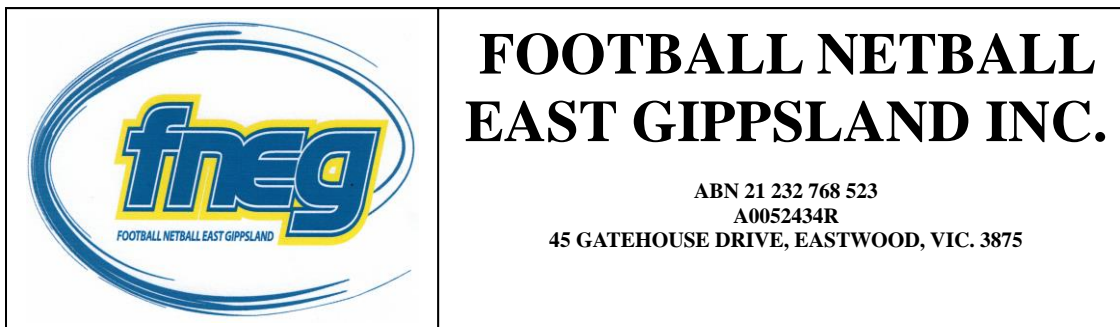 fneg
FOOTBALL NETBALL EAST GIPPSLAND
FOOTBALL NETBALL
EAST GIPPSLAND INC.
ABN 21 232 768 523
A0052434R
45 GATEHOUSE DRIVE, EASTWOOD, VIC. 3875